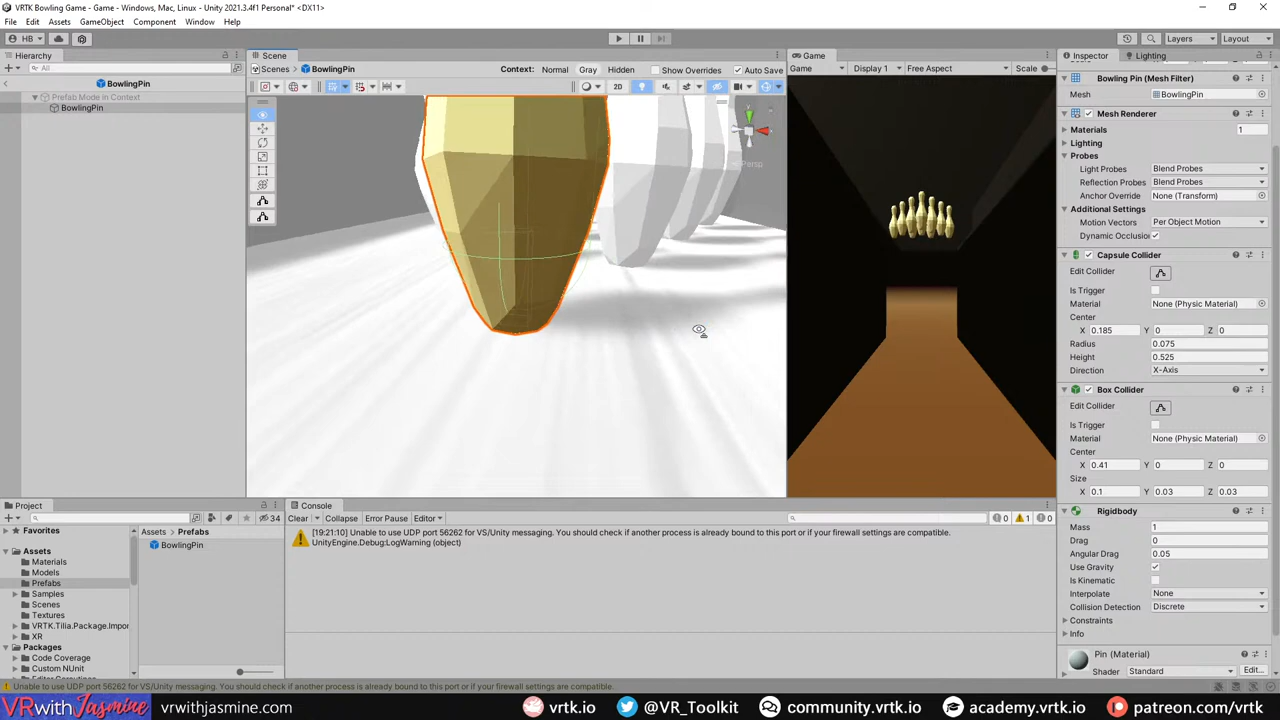 VRTK Bowling Game - Game - Windows, Mac, Linux - Unity 2021.3.4f1 Personal* <DX11>
File Edit Assets GameObject Component Window Help
HB Layers Layout
Hierarchy
All
BowlingPin
Prefab Mode in Context
BowlingPin
Scene
Scenes BowlingPin Context: Normal Gray Hidden Show Overrides Auto Save
2D
y
Persp
Game
Game Display 1 Free Aspect Scale
Inspector Lighting
Bowling Pin (Mesh Filter)
Mesh BowlingPin
Mesh Renderer
Materials 1
Lighting
Probes
Light Probes Blend Probes
Reflection Probes Blend Probes
Anchor Override None (Transform)
Additional Settings
Motion Vectors Per Object Motion
Dynamic Occlusion
Capsule Collider
Edit Collider
Is Trigger
Material None (Physic Material)
Center
X 0.185 Y 0 Z 0
Radius 0.075
Height 0.525
Direction X-Axis
Box Collider
Edit Collider
Is Trigger
Material None (Physic Material)
Center
X 0.41 Y 0 Z 0
Size
X 0.1 Y 0.03 Z 0.03
Rigidbody
Mass 1
Drag 0
Angular Drag 0.05
Use Gravity
Is Kinematic
Interpolate None
Collision Detection Discrete
Constraints
Info
Pin (Material)
Shader Standard Edit...
Project
34
Favorites
Assets
Materials
Models
Prefabs
Samples
Scenes
Textures
VRTK.Tilia.Package.Impor
XR
Packages
Code Coverage
Custom NUnit
Assets Prefabs
BowlingPin
Console
Clear Collapse Error Pause Editor 0 1 0
[19:21:10] Unable to use UDP port 56262 for VS/Unity messaging. You should check if another process is already bound to this port or if your firewall settings are compatible.
UnityEngine.Debug:LogWarning (object)
Unable to use UDP port 56262 for VS/Unity messaging. You should check if another process is already bound to this port or if your firewall settings are compatible.
VRwithJasmine vrwithjasmine.com vrtk.io @VR_Toolkit community.vrtk.io academy.vrtk.io patreon.com/vrtk